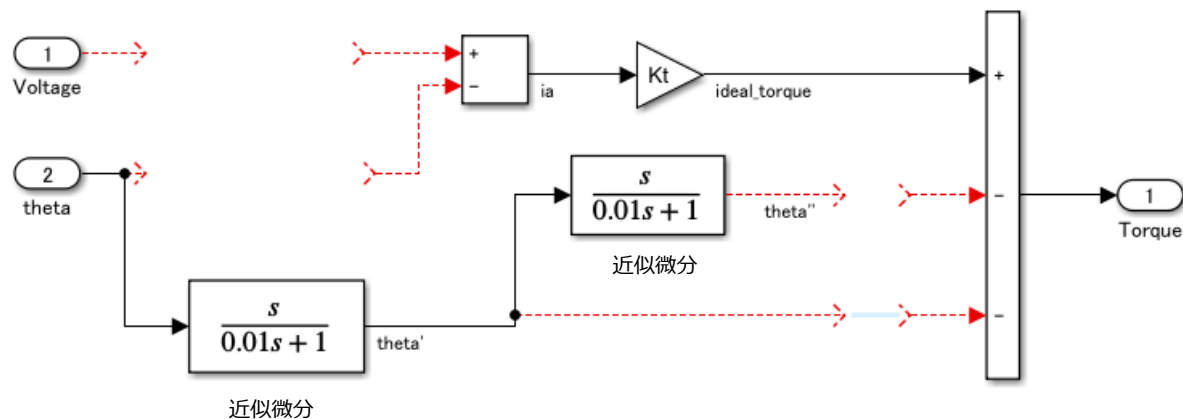 1
Voltage
+
−
ia
Kt
ideal_torque
+
2
theta
s
0.01s + 1
theta''
近似微分
−
1
Torque
s
0.01s + 1
theta'
近似微分
−